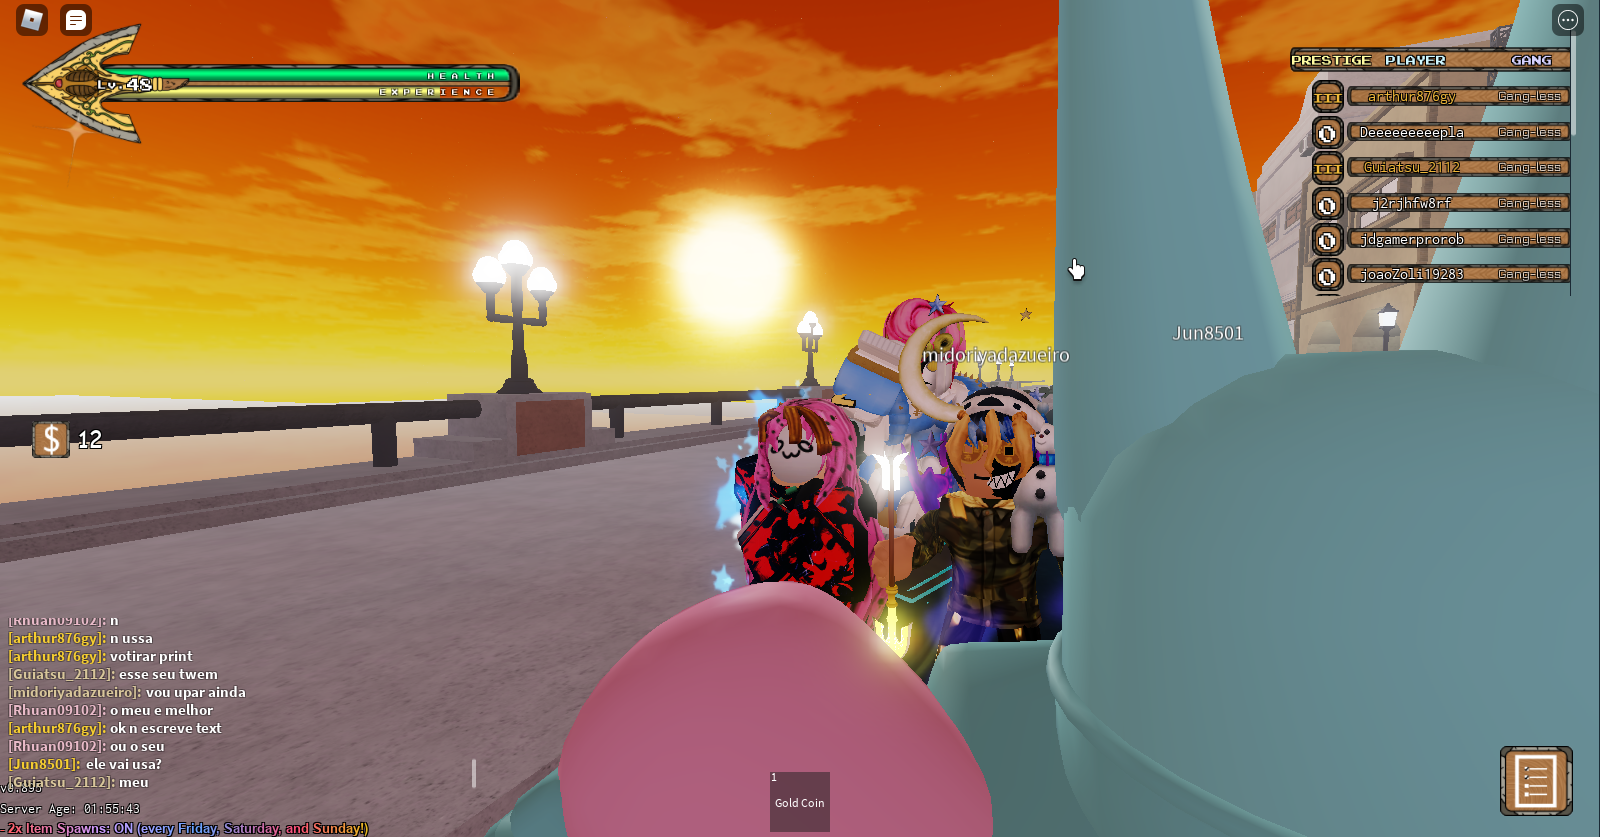 HEALTH
Lv.48
EXPERIENCE
PRESTIGE PLAYER GANG
III arthur876gy Gang-less
0 Deeeeeeeeepla Gang-less
III Guiatsu_2112 Gang-less
0 j2rjhfw8rf Gang-less
0 jdgamerprorob Gang-less
0 joaoZoli19283 Gang-less
Jun8501
midoriyadazueiro
$ 12
[Rhuan09102]: n
[arthur876gy]: n ussa
[arthur876gy]: votirar print
[Guiatsu_2112]: esse seu twem
[midoriyadazueiro]: vou upar ainda
[Rhuan09102]: o meu e melhor
[arthur876gy]: ok n escreve text
[Rhuan09102]: ou o seu
[Jun8501]: ele vai usa?
[Guiatsu_2112]: meu
v0.895
Server Age: 01:55:43
- 2x Item Spawns: ON (every Friday, Saturday, and Sunday!)
1
Gold Coin